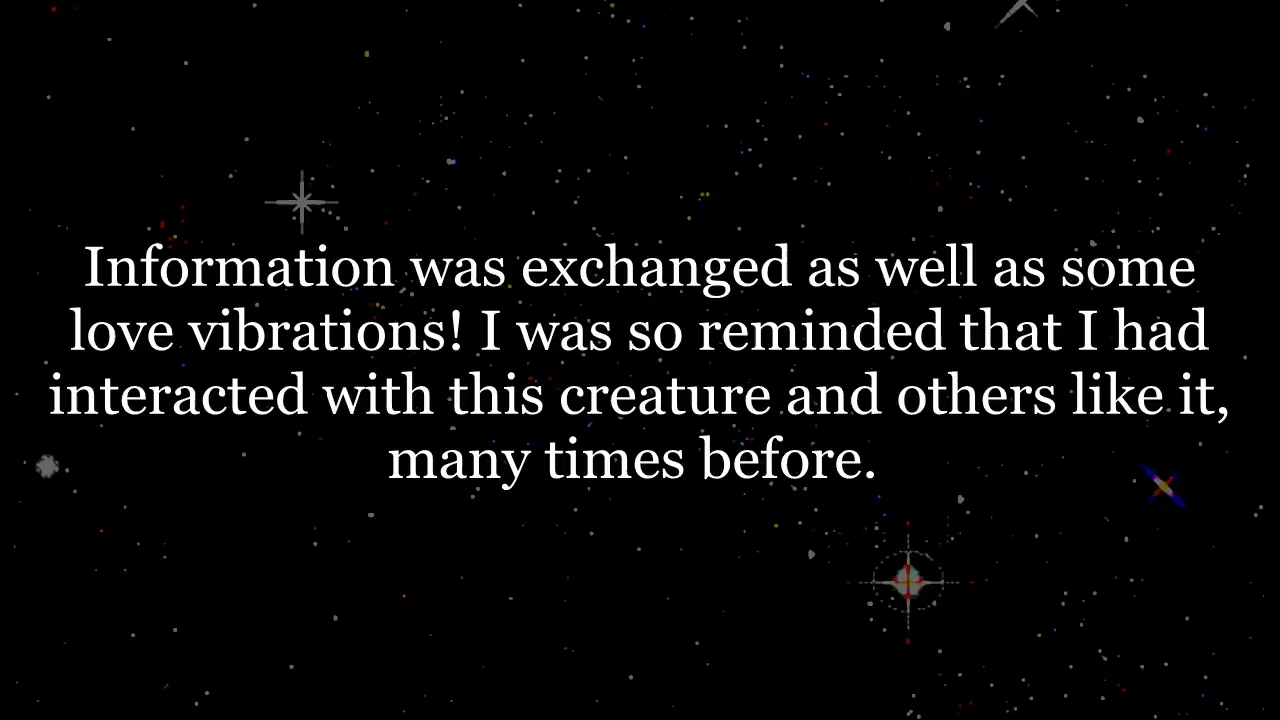 Information was exchanged as well as some
love vibrations! I was so reminded that I had
interacted with this creature and others like it,
many times before.